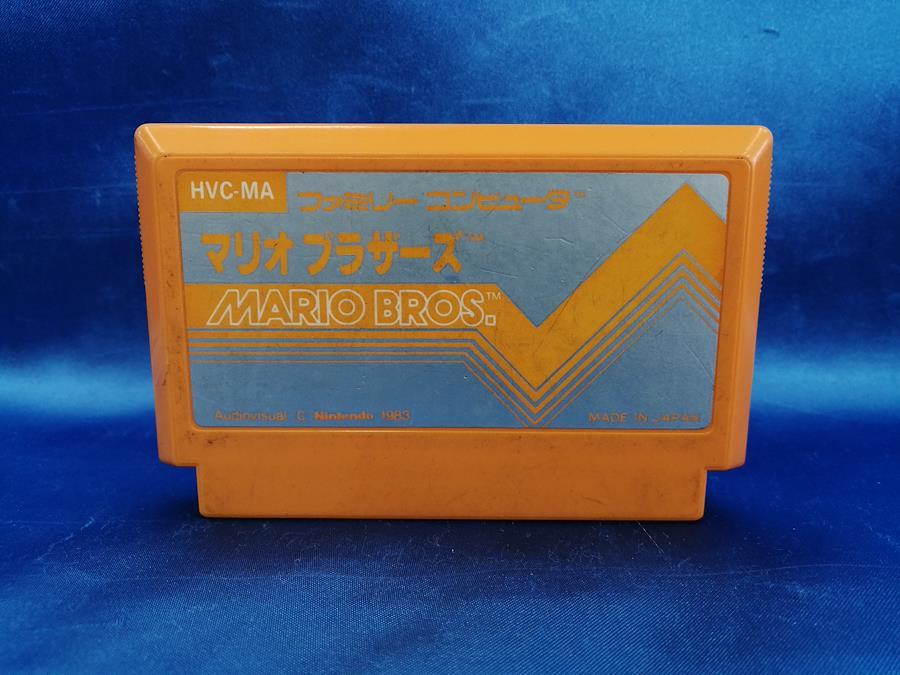 HVC-MA
ファミリー コンピュータ™
マリオ ブラザーズ™
MARIO BROS.™
Audiovisual © Nintendo 1983
MADE IN JAPAN